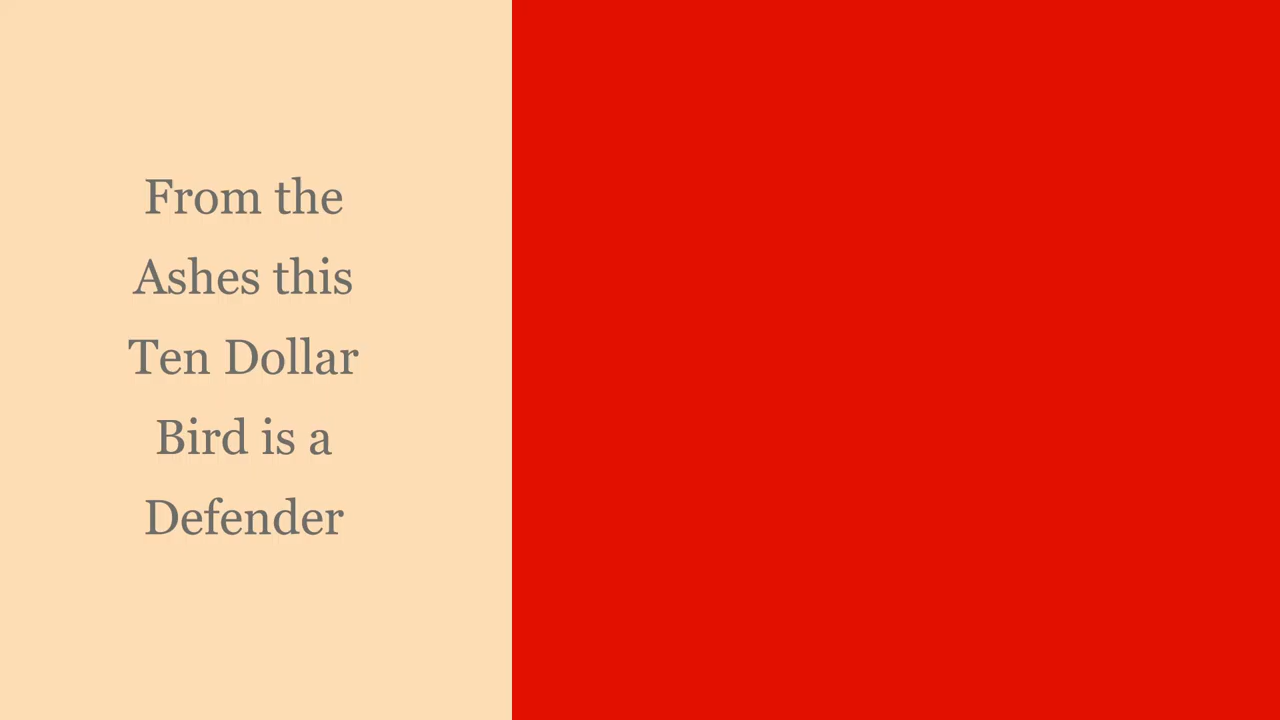 From the
Ashes this
Ten Dollar
Bird is a
Defender